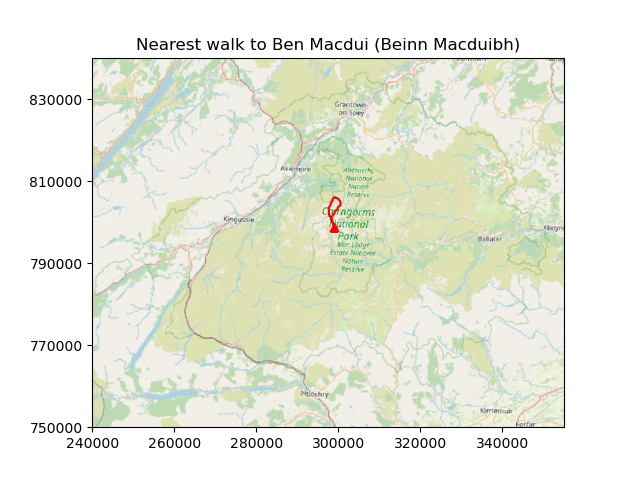 Nearest walk to Ben Macdui (Beinn Macduibh)
830000
810000
790000
770000
750000
240000
260000
280000
300000
320000
340000
Grantown-
on-Spey
Aviemore
Abernethy
National
Nature
Reserve
Kingussie
Cairngorms
National
Park
Mar Lodge
Estate National
Nature
Reserve
Ballater
Aboyn
Pitlochry
Kirriemuir
Forfar